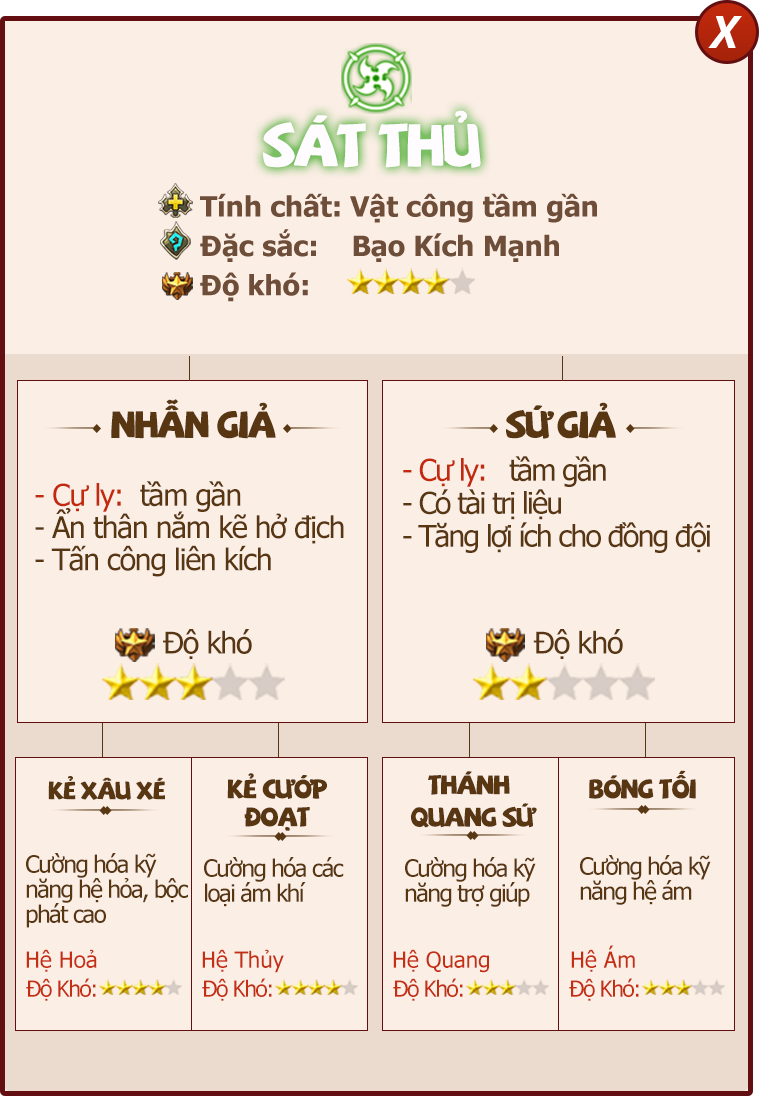 X
SÁT THỦ
Tính chất: Vật công tầm gần
Đặc sắc: Bạo Kích Mạnh
Độ khó:
NHẪN GIẢ
- Cự ly: tầm gần
- Ẩn thân nắm kẽ hở địch
- Tấn công liên kích
Độ khó
SỨ GIẢ
- Cự ly: tầm gần
- Có tài trị liệu
- Tăng lợi ích cho đồng đội
Độ khó
KẺ XÂU XÉ
Cường hóa kỹ
năng hệ hỏa, bộc
phát cao
Hệ Hoả
Độ Khó:
KẺ CƯỚP
ĐOẠT
Cường hóa các
loại ám khí
Hệ Thủy
Độ Khó:
THÁNH
QUANG SỨ
Cường hóa kỹ
năng trợ giúp
Hệ Quang
Độ Khó:
BÓNG TỐI
Cường hóa kỹ
năng hệ ám
Hệ Ám
Độ Khó: